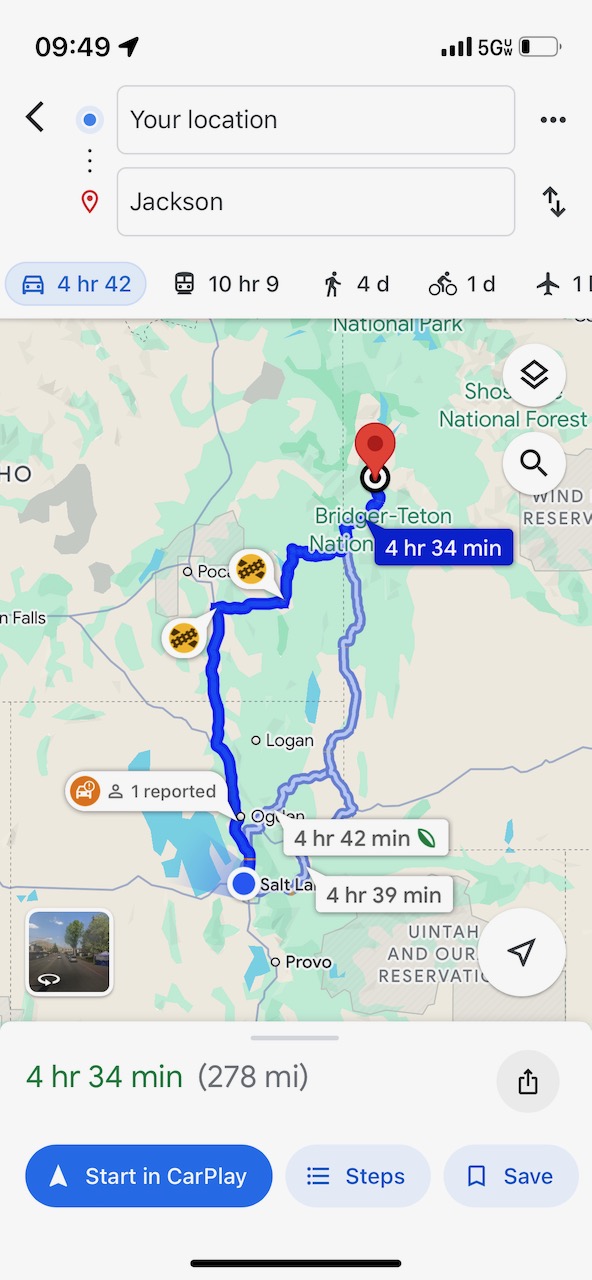 09:49
5G UW
Your location
Jackson
4 hr 42
10 hr 9
4 d
1 d
National Park
National Forest
HO
WIND
RESERV
Bridger-Teton
Nation
4 hr 34 min
Poc
n Falls
Logan
1 reported
Ogden
4 hr 42 min
Salt La
4 hr 39 min
UINTAH
AND OUR
RESERVATIO
Provo
4 hr 34 min (278 mi)
Start in CarPlay
Steps
Save